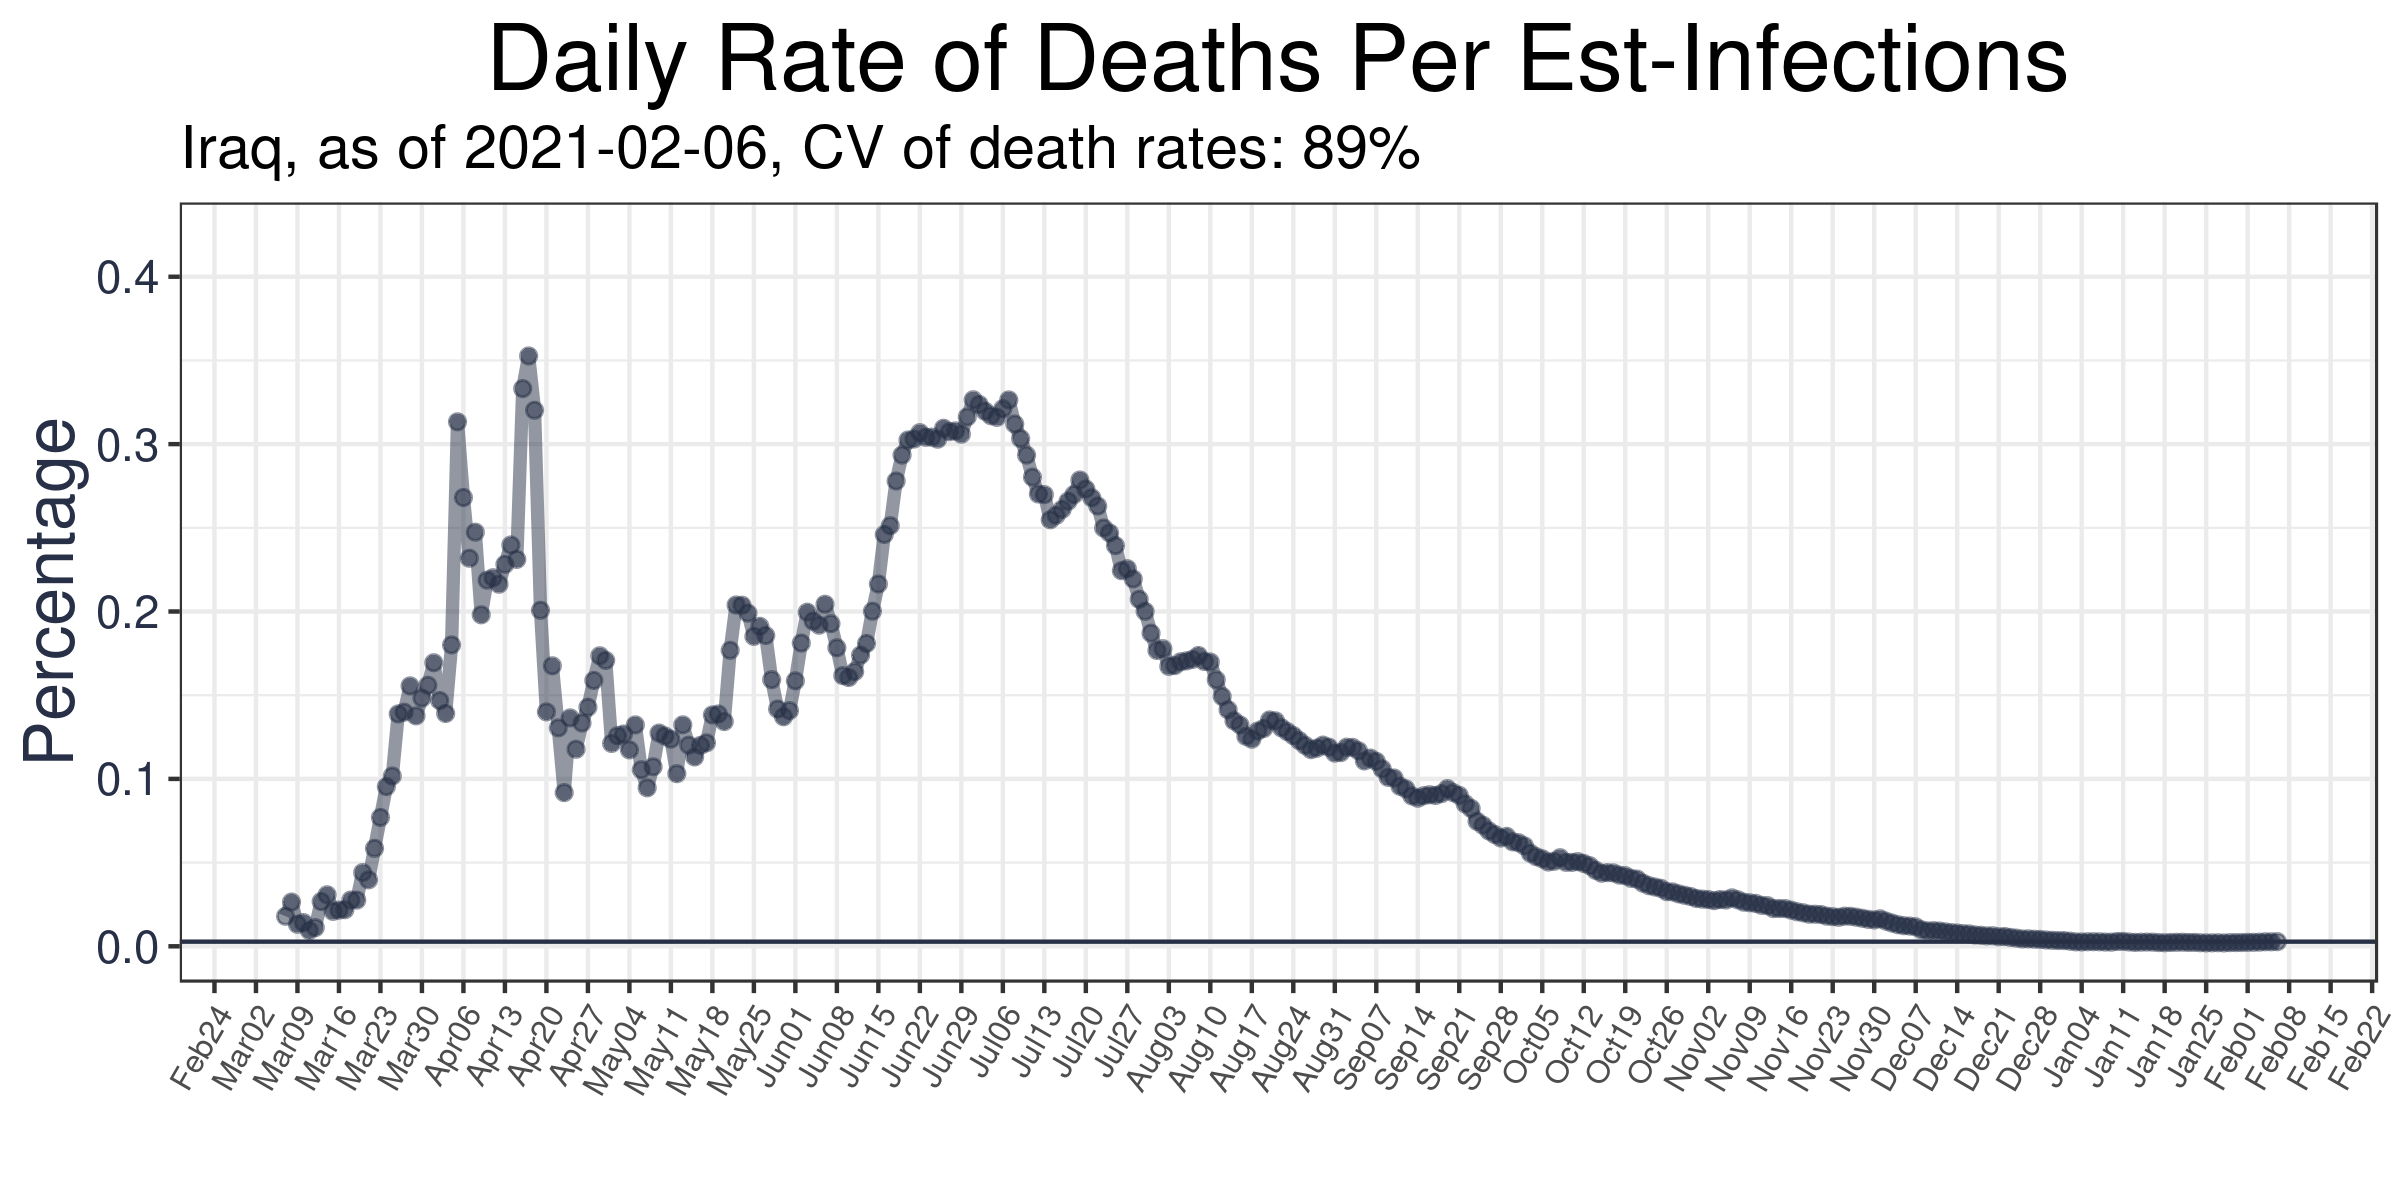 Daily Rate of Deaths Per Est-Infections
Iraq, as of 2021-02-06, CV of death rates: 89%
Percentage
0.4
0.3
0.2
0.1
0.0
Feb24
Mar02
Mar09
Mar16
Mar23
Mar30
Apr06
Apr13
Apr20
Apr27
May04
May11
May18
May25
Jun01
Jun08
Jun15
Jun22
Jun29
Jul06
Jul13
Jul20
Jul27
Aug03
Aug10
Aug17
Aug24
Aug31
Sep07
Sep14
Sep21
Sep28
Oct05
Oct12
Oct19
Oct26
Nov02
Nov09
Nov16
Nov23
Nov30
Dec07
Dec14
Dec21
Dec28
Jan04
Jan11
Jan18
Jan25
Feb01
Feb08
Feb15
Feb22